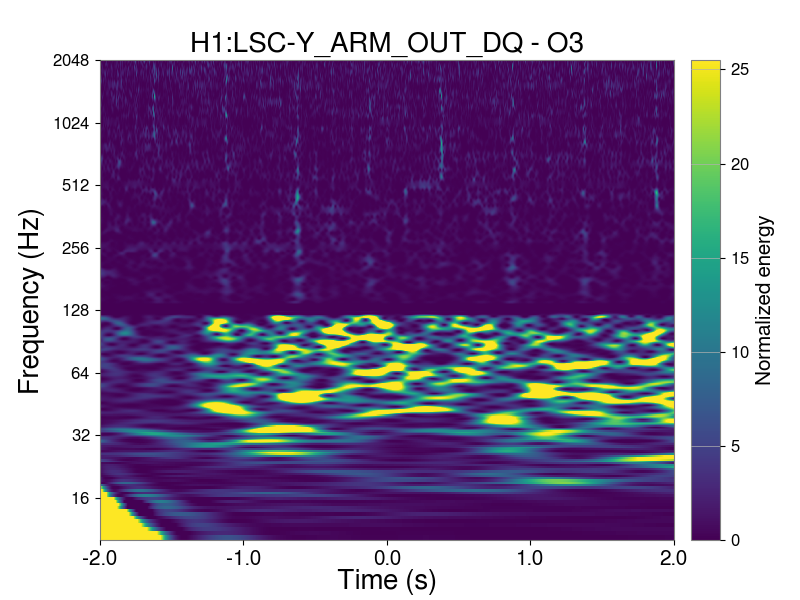 H1:LSC-Y_ARM_OUT_DQ - O3
2048
1024
512
256
128
64
32
16
Frequency (Hz)
-2.0 -1.0 0.0 1.0 2.0
Time (s)
25
20
15
10
5
0
Normalized energy